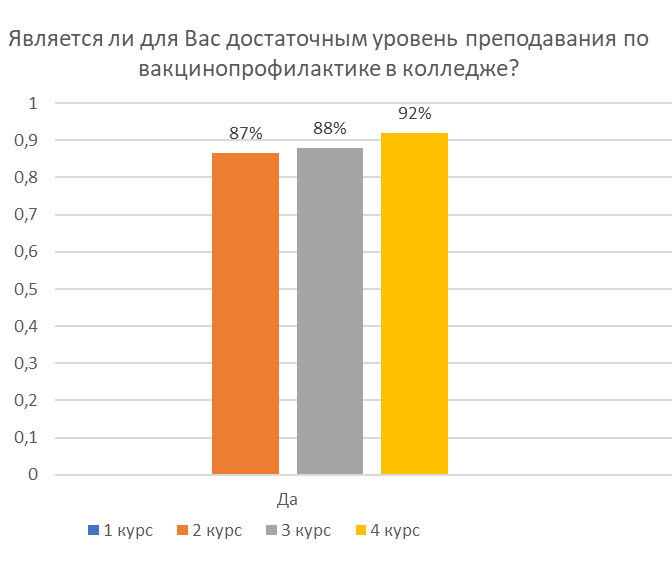 Является ли для Вас достаточным уровень преподавания по
вакцинопрофилактике в колледже?
1
0,9
0,8
0,7
0,6
0,5
0,4
0,3
0,2
0,1
0
87%
88%
92%
Да
1 курс
2 курс
3 курс
4 курс